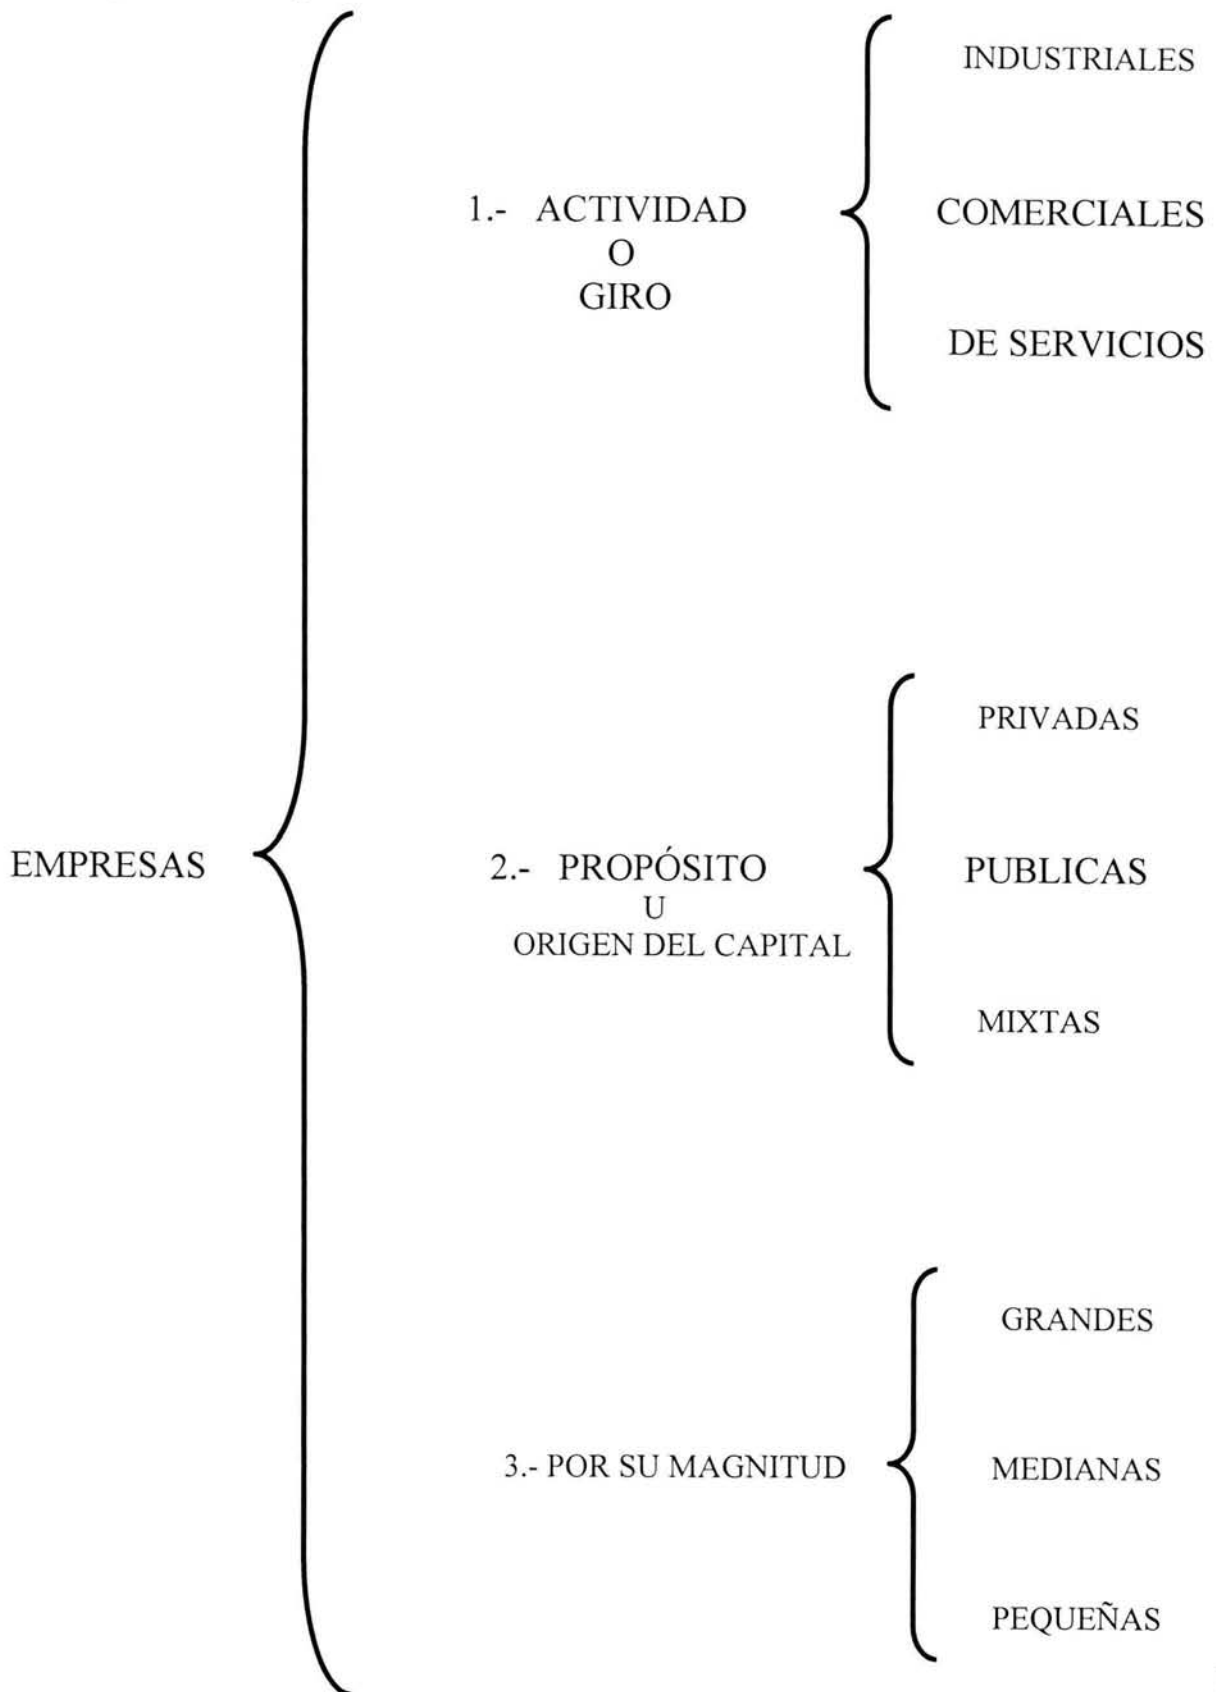 INDUSTRIALES
1.- ACTIVIDAD
O
GIRO
COMERCIALES
DE SERVICIOS
EMPRESAS
2.- PROPÓSITO
U
ORIGEN DEL CAPITAL
PRIVADAS
PUBLICAS
MIXTAS
3.- POR SU MAGNITUD
GRANDES
MEDIANAS
PEQUEÑAS